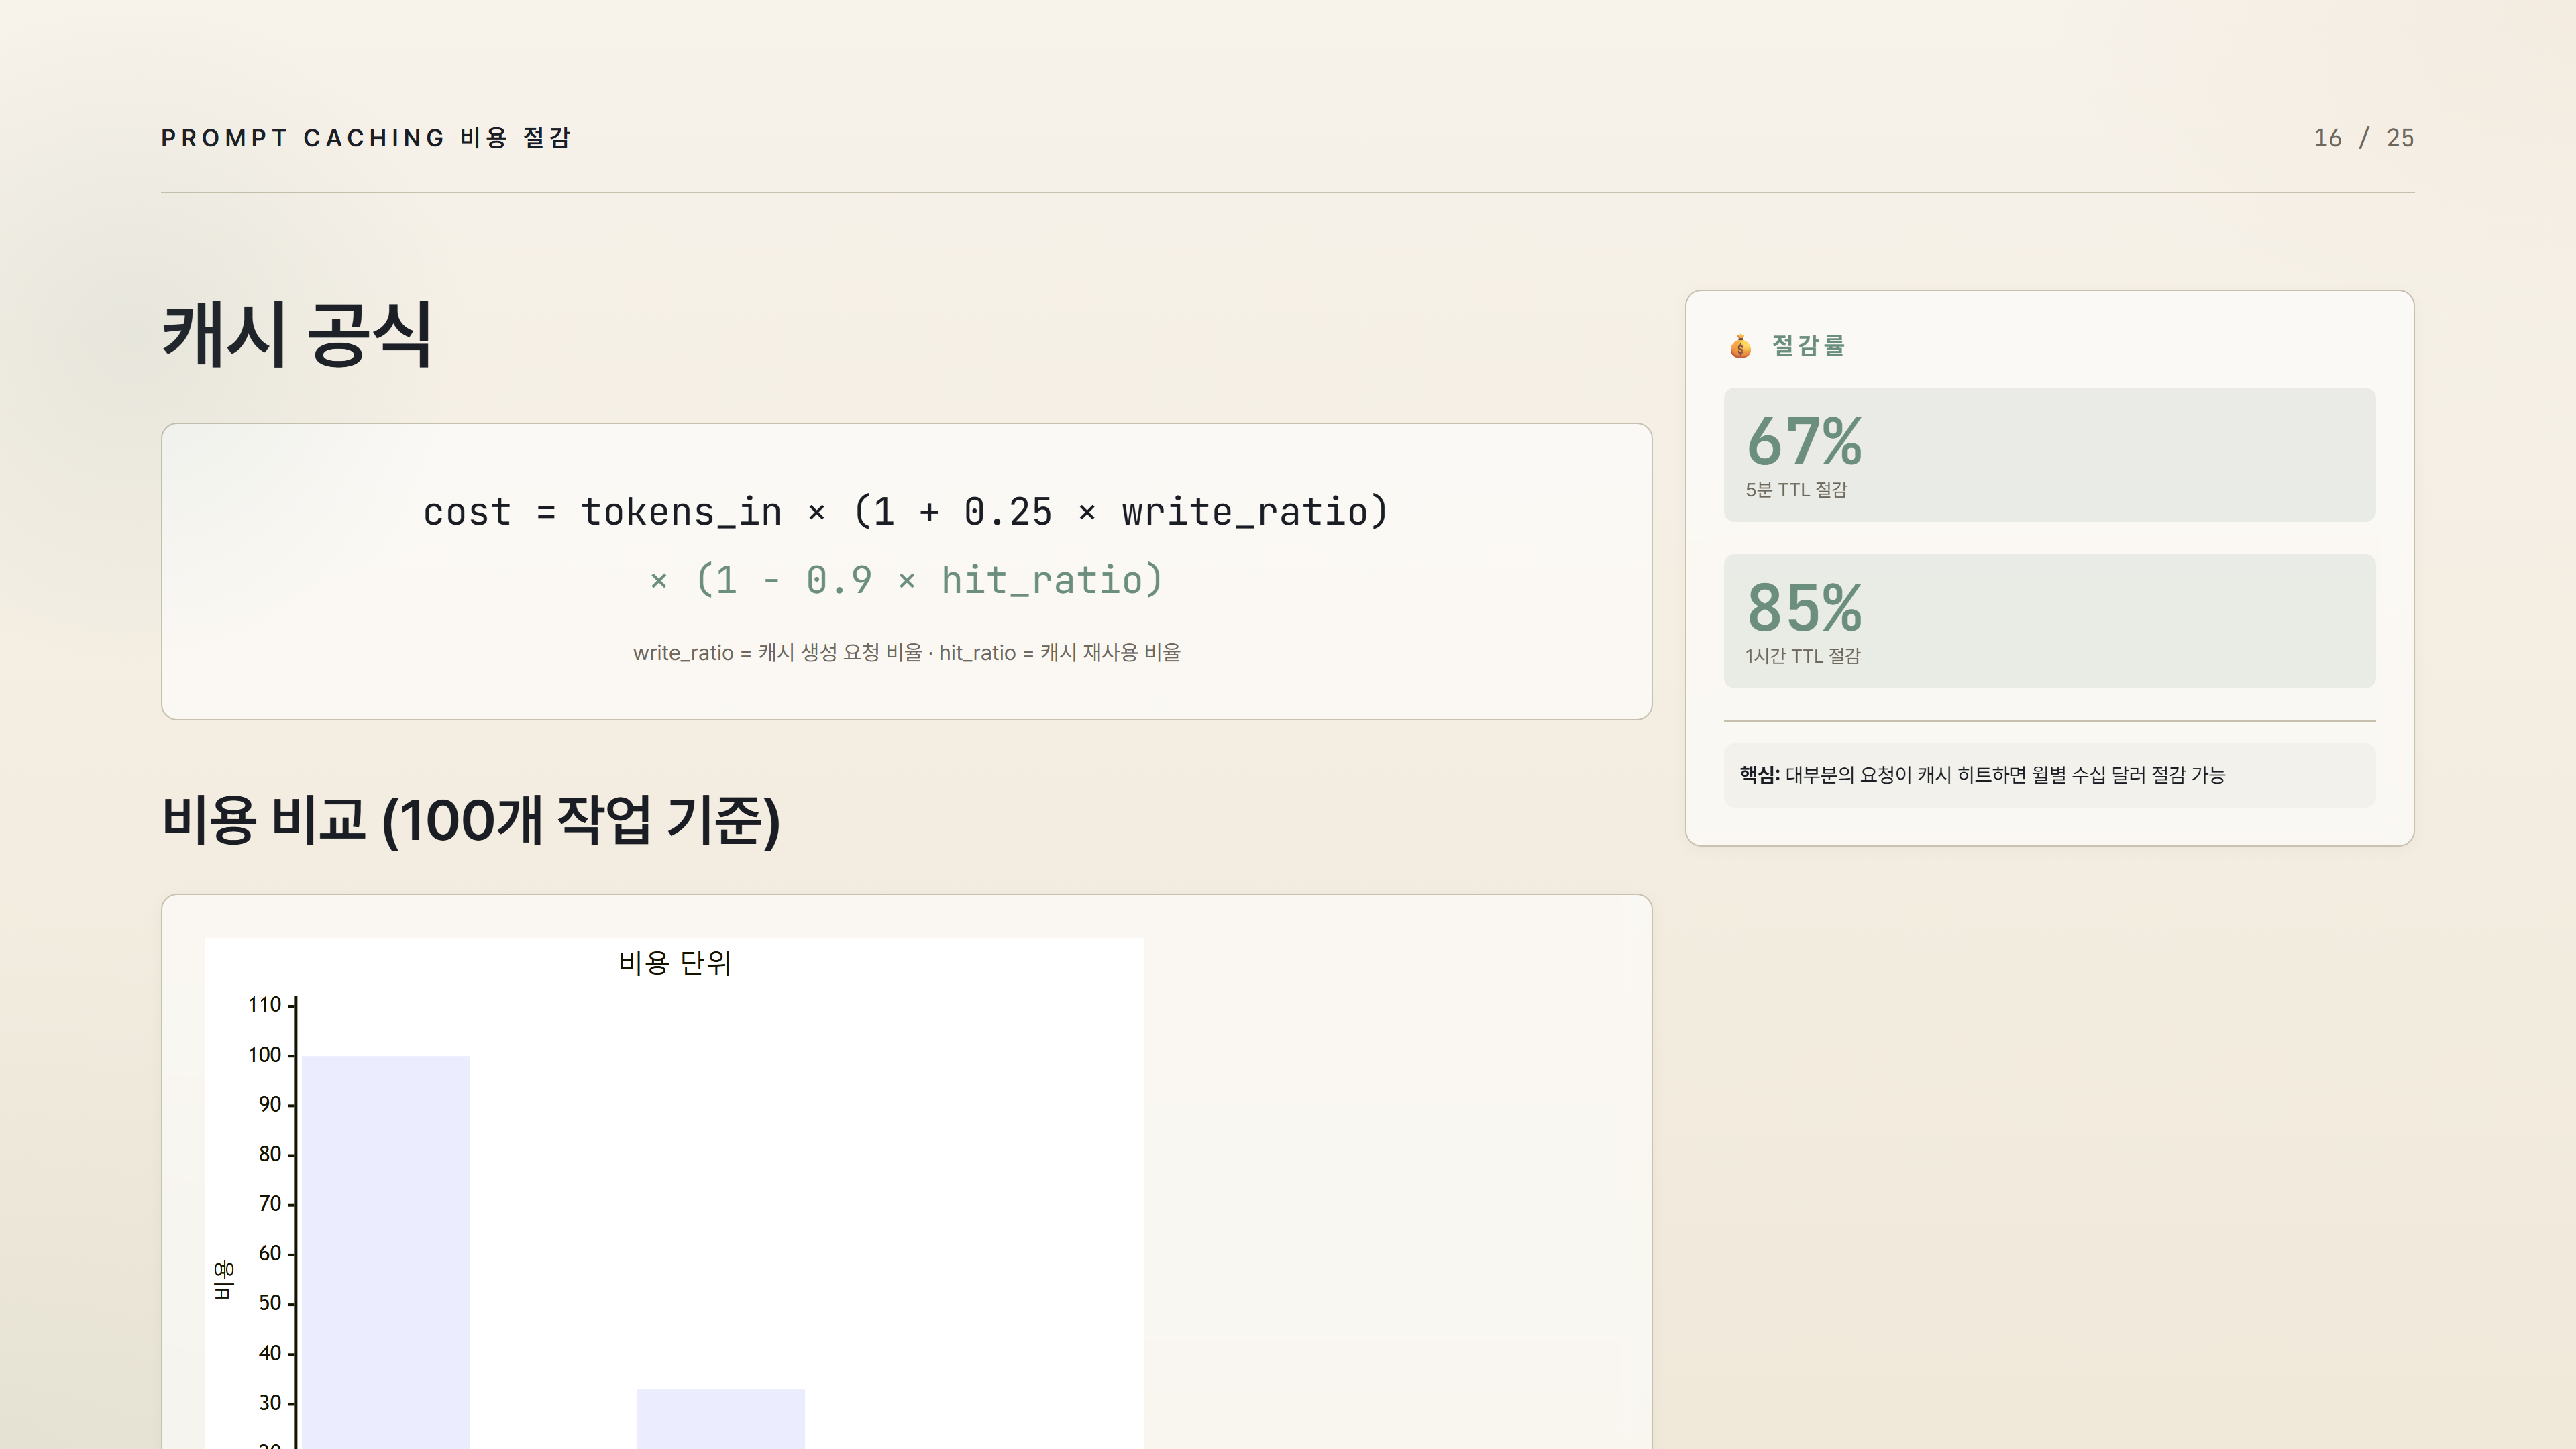 PROMPT CACHING 비용 절감
16 / 25
캐시 공식
cost = tokens_in × (1 + 0.25 × write_ratio)
× (1 - 0.9 × hit_ratio)
write_ratio = 캐시 생성 요청 비율 · hit_ratio = 캐시 재사용 비율
비용 비교 (100개 작업 기준)
비용 단위
110
100
90
80
70
60
50
40
30
비용
💰 절감률
67%
5분 TTL 절감
85%
1시간 TTL 절감
핵심: 대부분의 요청이 캐시 히트하면 월별 수십 달러 절감 가능